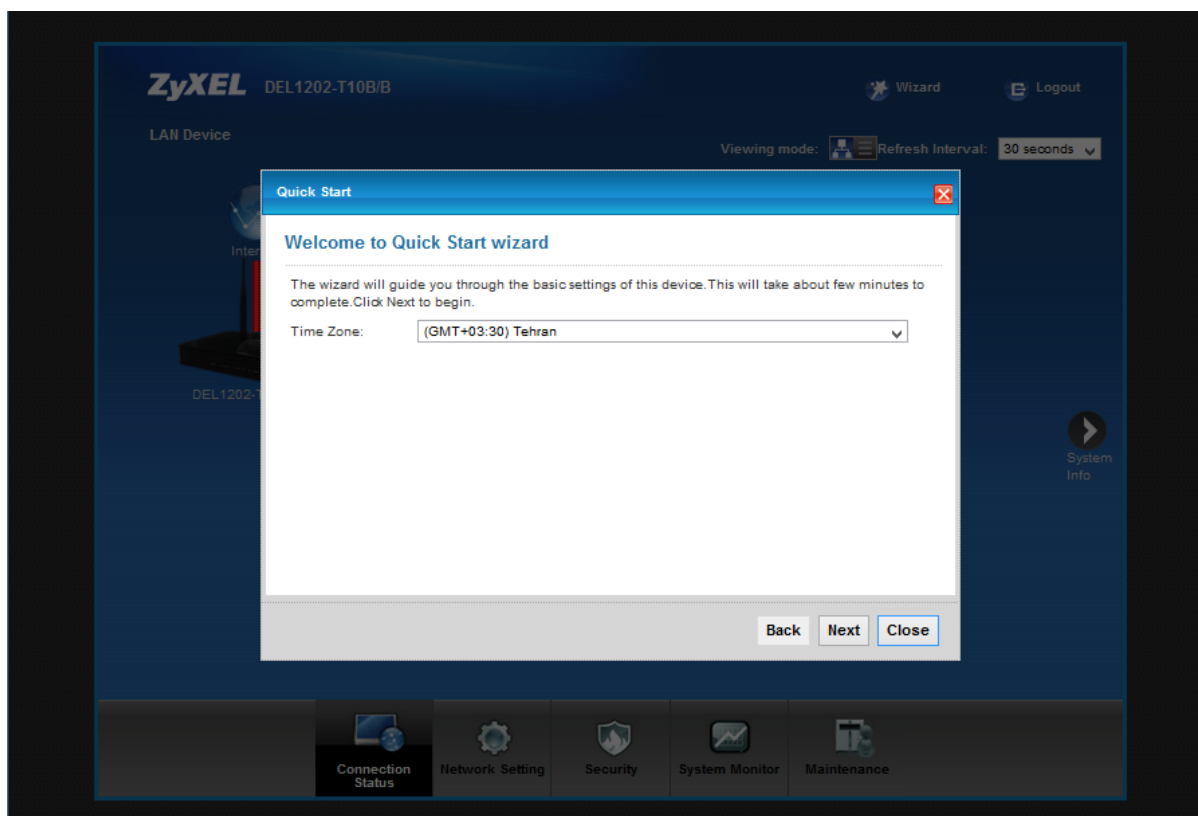 ZyXEL DEL1202-T10B/B
Wizard
Logout
LAN Device
Viewing mode:
Refresh Interval:
30 seconds
Quick Start
Welcome to Quick Start wizard
Inter
The wizard will guide you through the basic settings of this device.This will take about few minutes to
complete.Click Next to begin.
Time Zone:
(GMT+03:30) Tehran
DEL1202-T
System
Info
Back
Next
Close
Connection
Status
Network Setting
Security
System Monitor
Maintenance